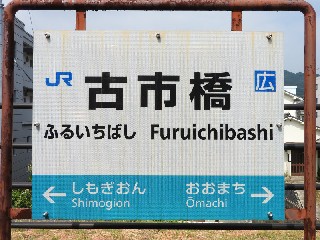 JR 古市橋 広
ふるいちばし Furuichibashi
← しもぎおん おおまち →
Shimogion Ōmachi